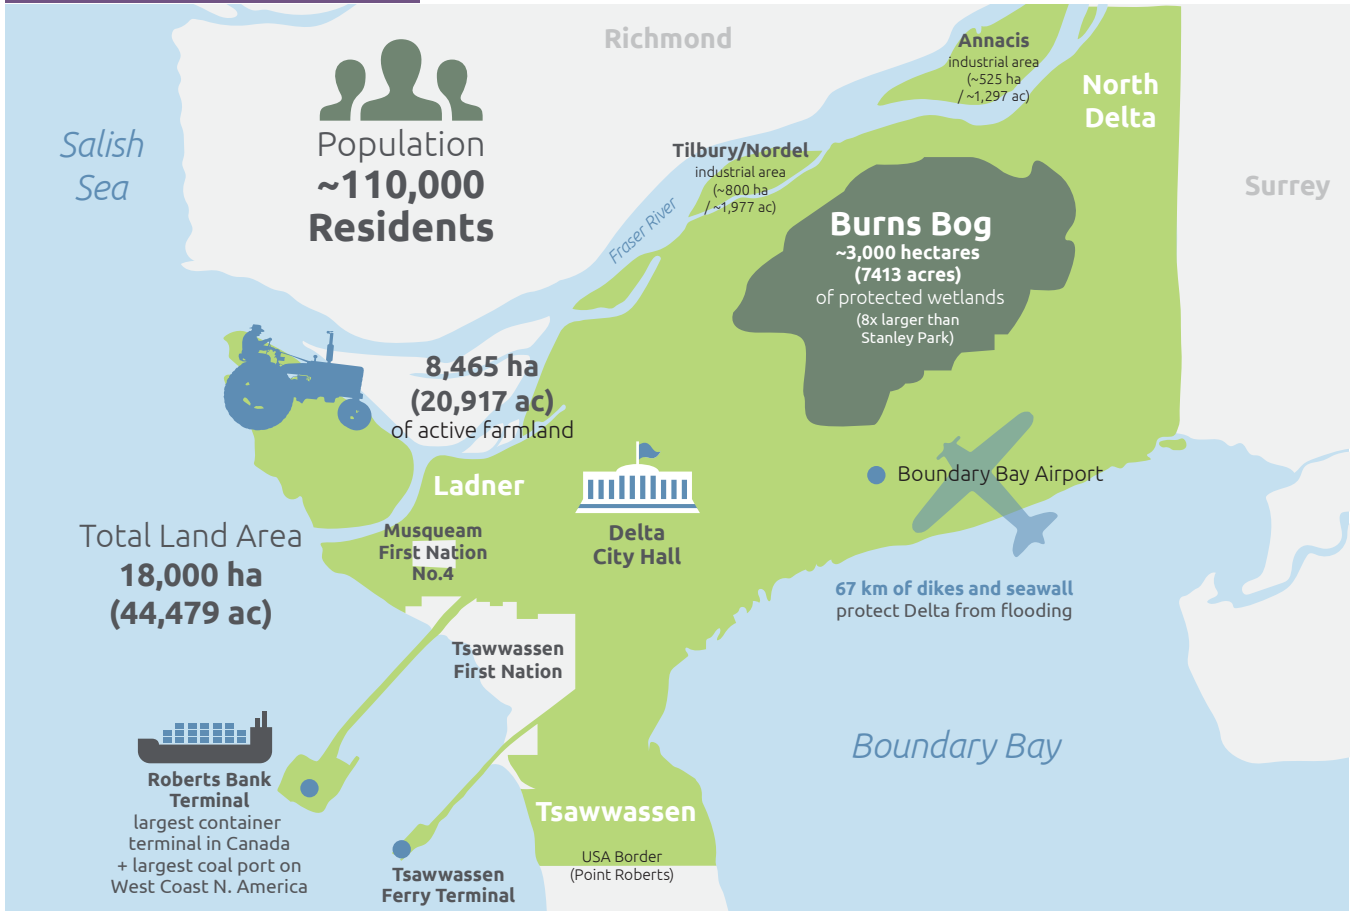 Richmond
Annacis
industrial area
(~525 ha
/ ~1,297 ac)
North
Delta
Salish
Sea
Population
~110,000
Residents
Tilbury/Nordel
industrial area
(~800 ha
/ ~1,977 ac)
Surrey
Fraser River
Burns Bog
~3,000 hectares
(7413 acres)
of protected wetlands
(8x larger than
Stanley Park)
8,465 ha
(20,917 ac)
of active farmland
Boundary Bay Airport
Ladner
Delta
City Hall
Musqueam
First Nation
No.4
Total Land Area
18,000 ha
(44,479 ac)
67 km of dikes and seawall
protect Delta from flooding
Tsawwassen
First Nation
Boundary Bay
Roberts Bank
Terminal
largest container
terminal in Canada
+ largest coal port on
West Coast N. America
Tsawwassen
USA Border
(Point Roberts)
Tsawwassen
Ferry Terminal